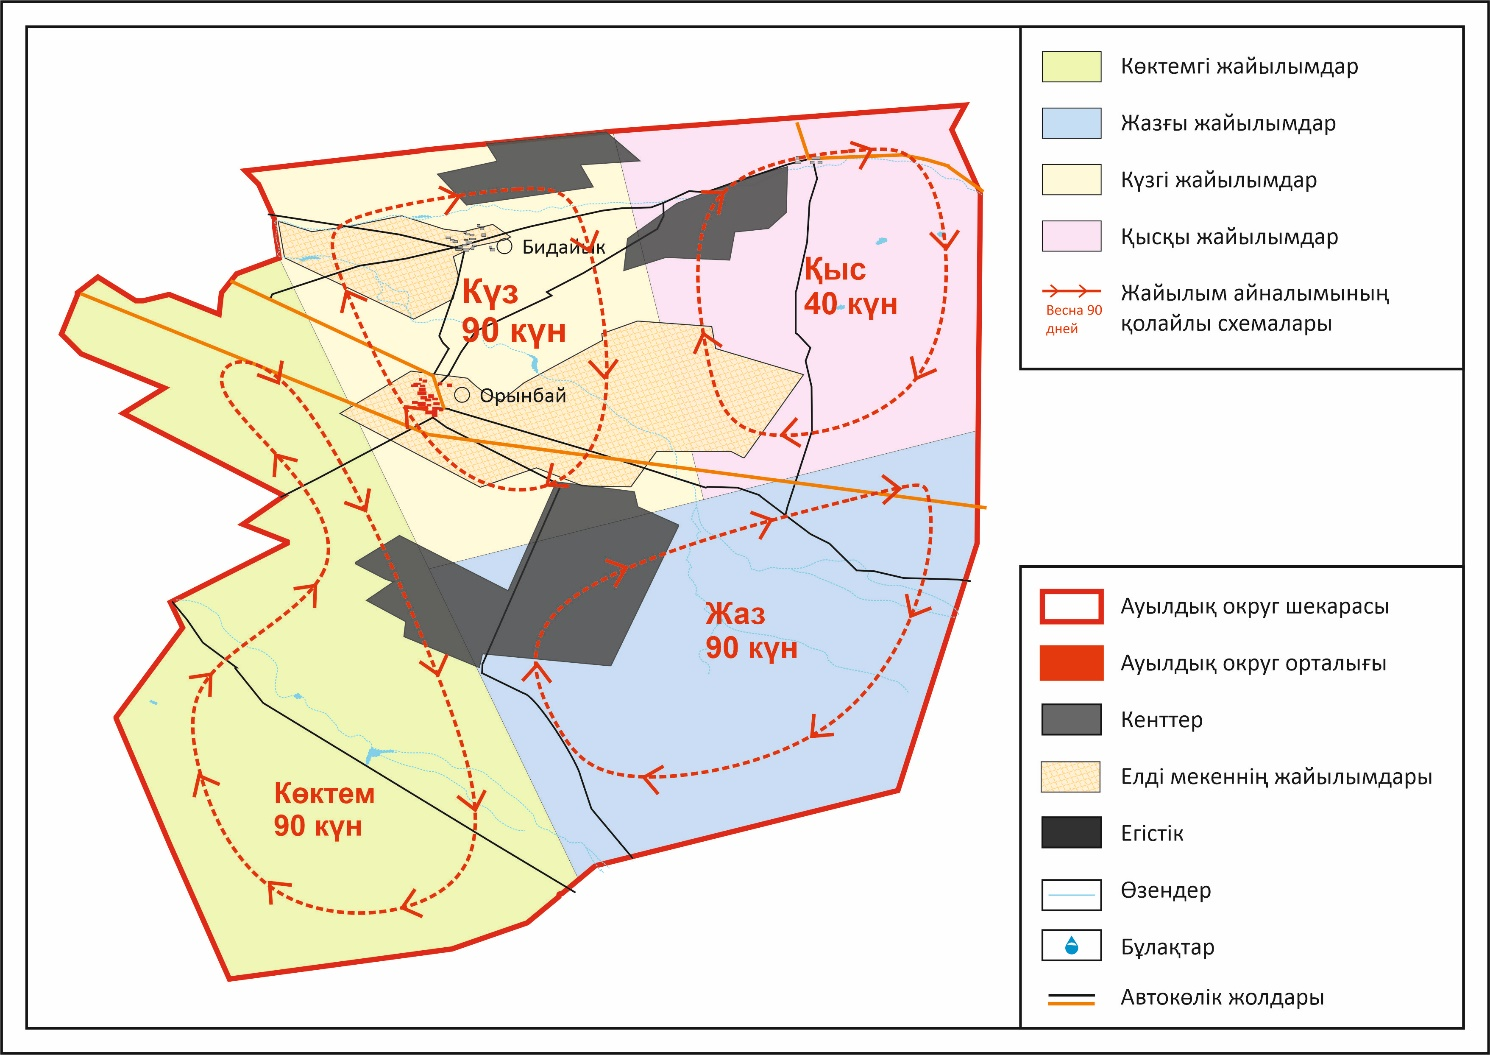 Көктемгі жайылымдар
Жазғы жайылымдар
Күзгі жайылымдар
Қысқы жайылымдар
Весна 90
дней
Жайылым айналымының
қолайлы схемалары
Бидайық
Күз
90 күн
Қыс
40 күн
Орынбай
Жаз
90 күн
Көктем
90 күн
Ауылдық округ шекарасы
Ауылдық округ орталығы
Кенттер
Елді мекеннің жайылымдары
Егістік
Өзендер
Бұлақтар
Автокөлік жолдары